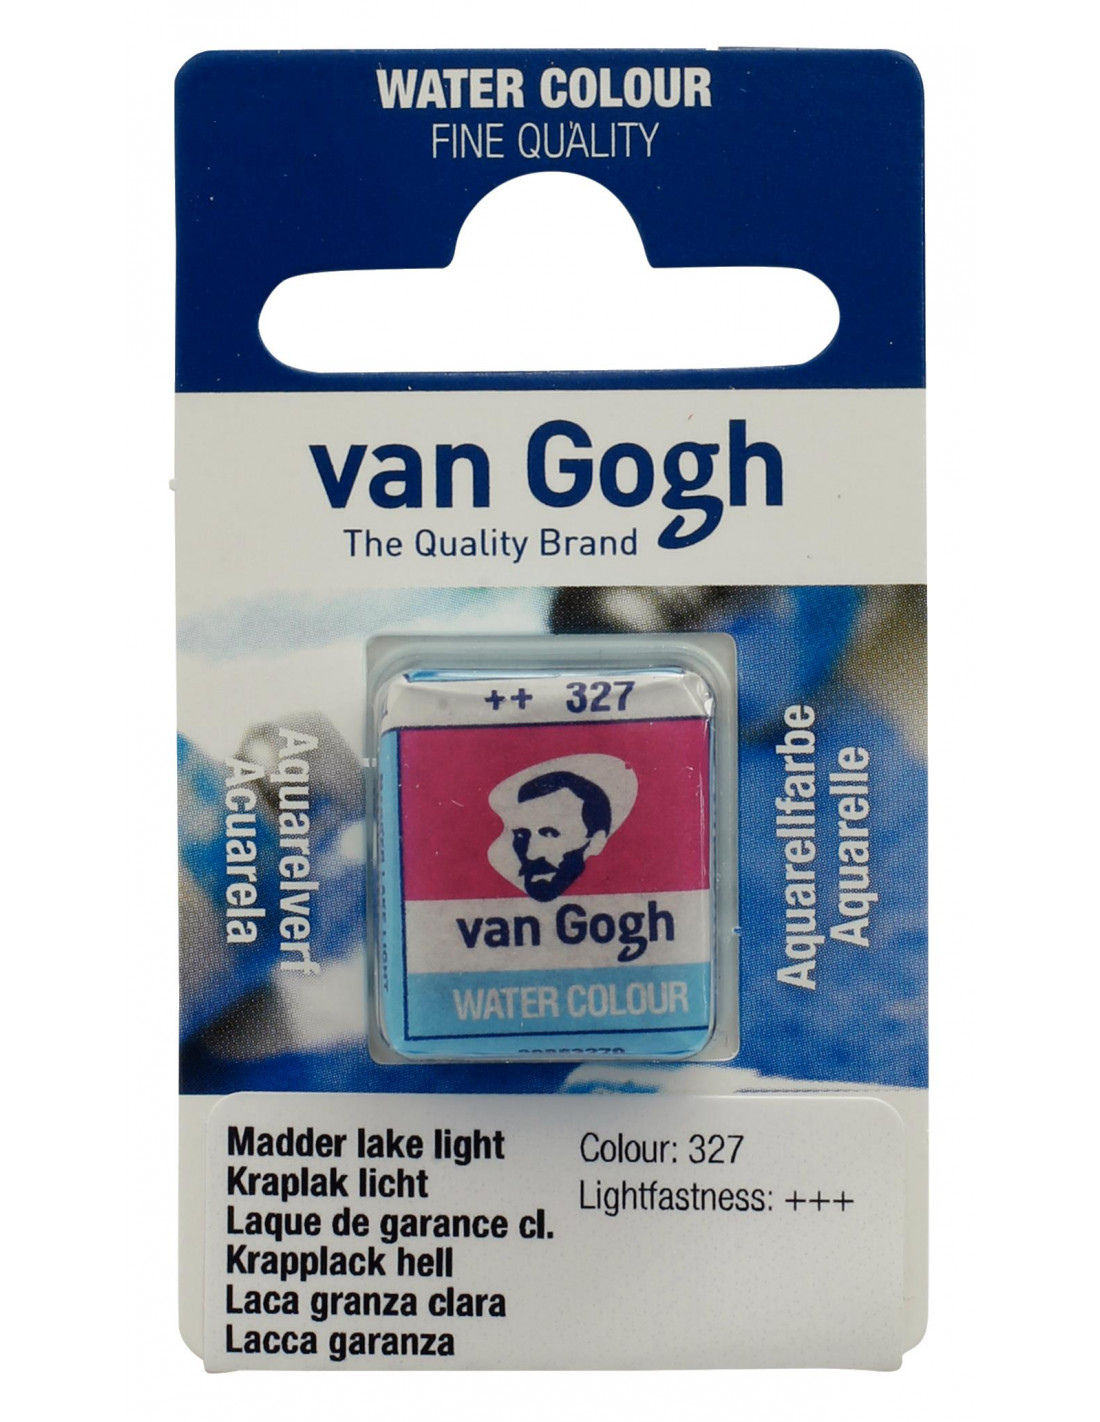 WATER COLOUR
FINE QUALITY
van Gogh
The Quality Brand
++ 327
van Gogh
WATER COLOUR
Aquarelverf
Acuarela
Aquarellfarbe
Aquarelle
Madder lake light
Kraplak licht
Laque de garance cl.
Krapplack hell
Laca granza clara
Lacca garanza
Colour: 327
Lightfastness: +++